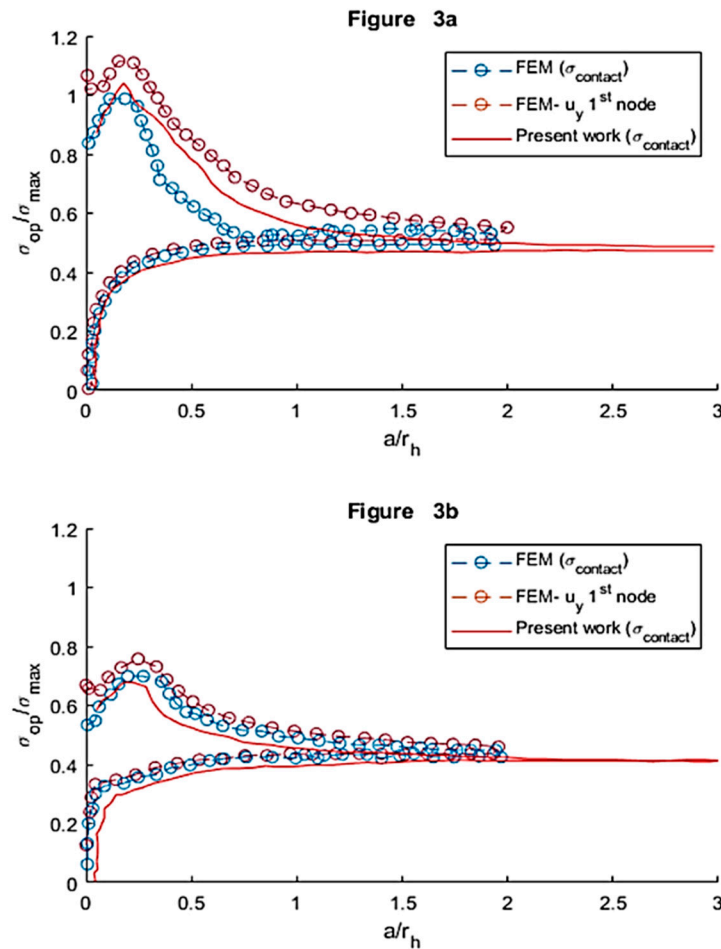 Figure 3a
1.2
1
0.8
0.6
0.4
0.2
0
σop/σmax
FEM (σcontact)
FEM- uy 1st node
Present work (σcontact)
0 0.5 1 1.5 2 2.5 3
a/rh
Figure 3b
1.2
1
0.8
0.6
0.4
0.2
0
σop/σmax
FEM (σcontact)
FEM- uy 1st node
Present work (σcontact)
0 0.5 1 1.5 2 2.5 3
a/rh